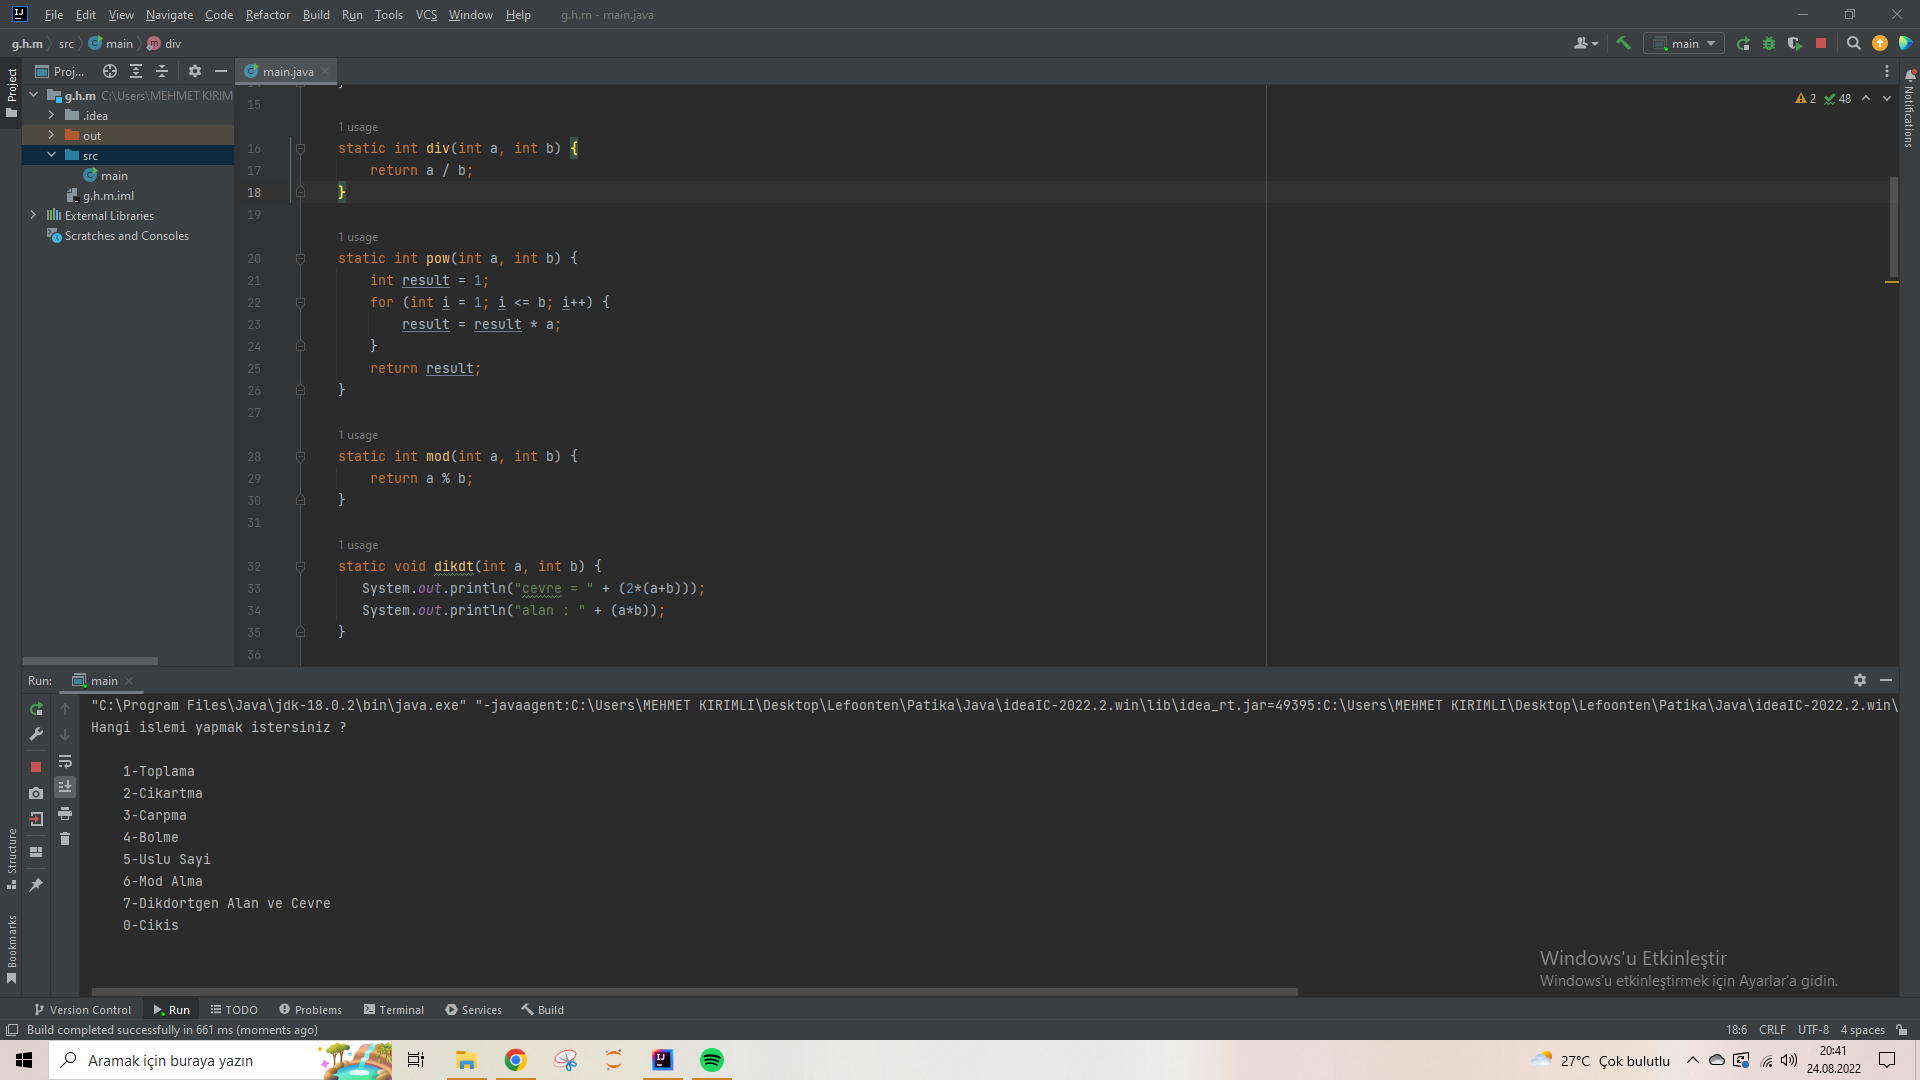 File Edit View Navigate Code Refactor Build Run Tools VCS Window Help g.h.m - main.java
g.h.m src main div
main
Project
Proj...
main.java
g.h.m C:\Users\MEHMET KIRIM
.idea
out
src
main
g.h.m.iml
External Libraries
Scratches and Consoles
2 48
Notifications
15
1 usage
16 static int div(int a, int b) {
17 return a / b;
18 }
19
1 usage
20 static int pow(int a, int b) {
21 int result = 1;
22 for (int i = 1; i <= b; i++) {
23 result = result * a;
24 }
25 return result;
26 }
27
1 usage
28 static int mod(int a, int b) {
29 return a % b;
30 }
31
1 usage
32 static void dikdt(int a, int b) {
33 System.out.println("cevre = " + (2*(a+b)));
34 System.out.println("alan : " + (a*b));
35 }
36
Run: main
"C:\Program Files\Java\jdk-18.0.2\bin\java.exe" "-javaagent:C:\Users\MEHMET KIRIMLI\Desktop\Lefoonten\Patika\Java\ideaIC-2022.2.win\lib\idea_rt.jar=49395:C:\Users\MEHMET KIRIMLI\Desktop\Lefoonten\Patika\Java\ideaIC-2022.2.win\
Hangi islemi yapmak istersiniz ?
1-Toplama
2-Cikartma
3-Carpma
4-Bolme
5-Uslu Sayi
6-Mod Alma
7-Dikdortgen Alan ve Cevre
0-Cikis
Structure
Bookmarks
Windows'u Etkinleştir
Windows'u etkinleştirmek için Ayarlar'a gidin.
Version Control Run TODO Problems Terminal Services Build
Build completed successfully in 661 ms (moments ago)
18:6 CRLF UTF-8 4 spaces
Aramak için buraya yazın
27°C Çok bulutlu
20:41
24.08.2022